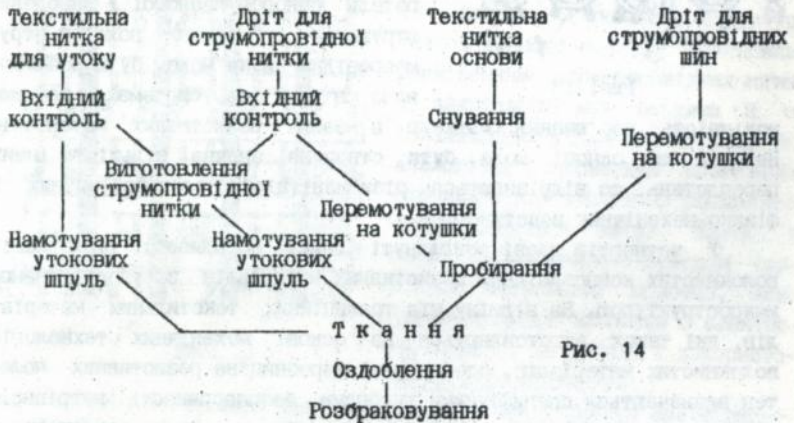 Текстильна
нитка
для утоку
Дріт для
струмопровідної
нитки
Текстильна
нитка
основи
Дріт для
струмопровідних
шин
Вхідний
контроль
Вхідний
контроль
Снування
Перемотування
на котушки
Виготовлення
струмопровідної
нитки
Перемотування
на котушки
Намотування
утокових
шпуль
Намотування
утокових
шпуль
Пробирання
Т к а н н я
Рис. 14
Оздоблення
Розбраковування